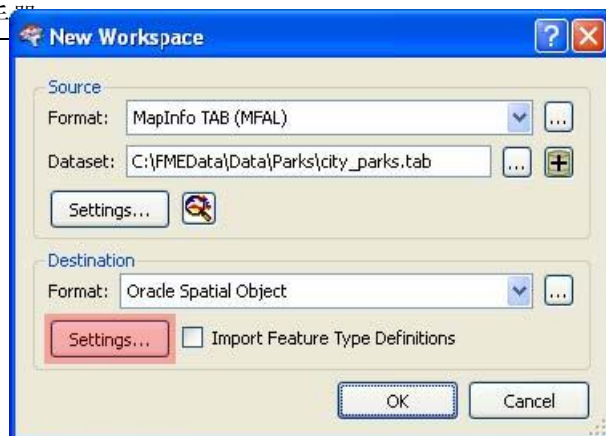 New Workspace
Source
Format: MapInfo TAB (MFAL) ...
Dataset: C:\FMEData\Data\Parks\city_parks.tab ...
Settings...
Destination
Format: Oracle Spatial Object ...
Settings... Import Feature Type Definitions
OK Cancel